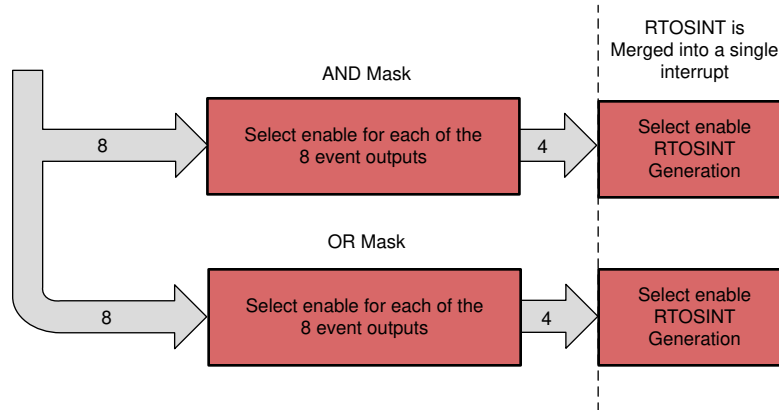 RTOSINT is
Merged into a single
interrupt
AND Mask
8
Select enable for each of the
8 event outputs
4
Select enable
RTOSINT
Generation
OR Mask
8
Select enable for each of the
8 event outputs
4
Select enable
RTOSINT
Generation